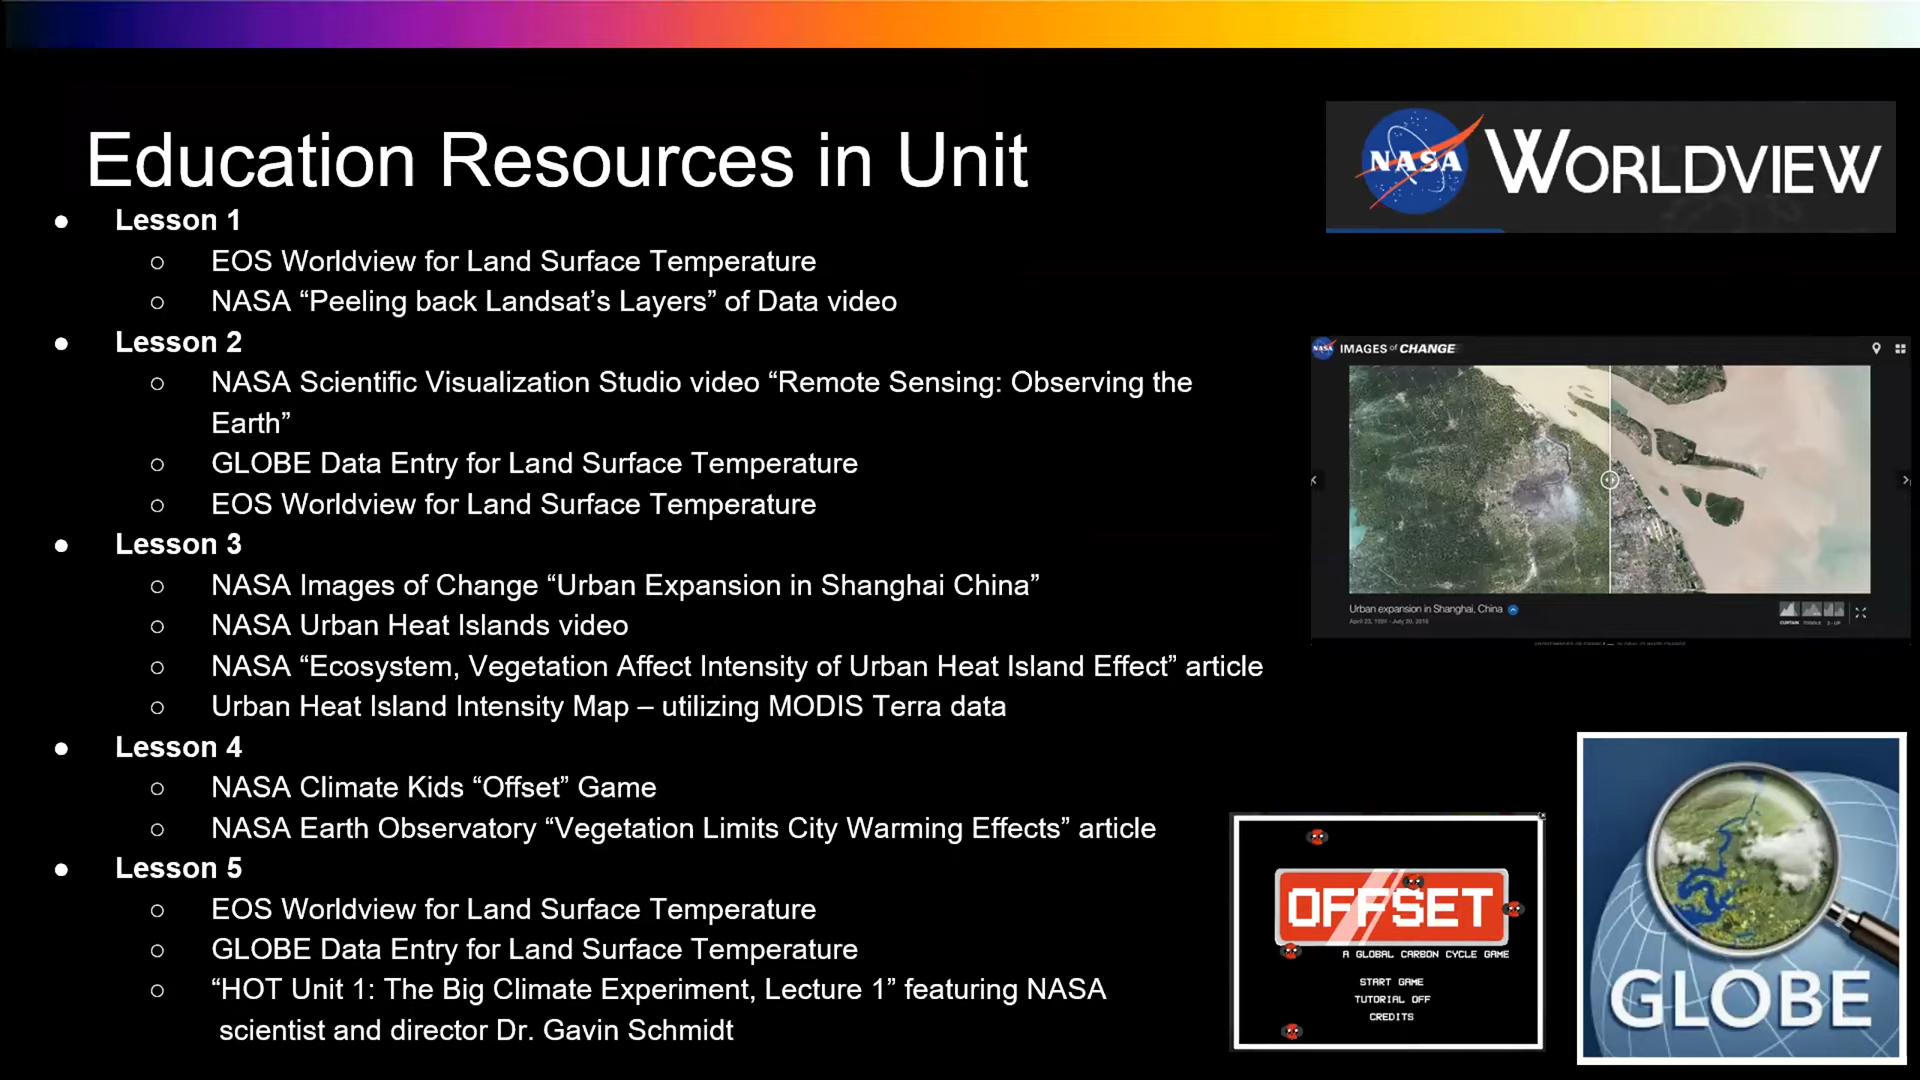 Education Resources in Unit
● Lesson 1
○ EOS Worldview for Land Surface Temperature
○ NASA “Peeling back Landsat’s Layers” of Data video
● Lesson 2
○ NASA Scientific Visualization Studio video “Remote Sensing: Observing the
Earth”
○ GLOBE Data Entry for Land Surface Temperature
○ EOS Worldview for Land Surface Temperature
● Lesson 3
○ NASA Images of Change “Urban Expansion in Shanghai China”
○ NASA Urban Heat Islands video
○ NASA “Ecosystem, Vegetation Affect Intensity of Urban Heat Island Effect” article
○ Urban Heat Island Intensity Map – utilizing MODIS Terra data
● Lesson 4
○ NASA Climate Kids “Offset” Game
○ NASA Earth Observatory “Vegetation Limits City Warming Effects” article
● Lesson 5
○ EOS Worldview for Land Surface Temperature
○ GLOBE Data Entry for Land Surface Temperature
○ “HOT Unit 1: The Big Climate Experiment, Lecture 1” featuring NASA
scientist and director Dr. Gavin Schmidt
NASA WORLDVIEW
NASA IMAGES of CHANGE
Urban expansion in Shanghai, China
CURTAIN
2-UP
OFFSET
A GLOBAL CARBON CYCLE GAME
START GAME
TUTORIAL OFF
CREDITS
GLOBE